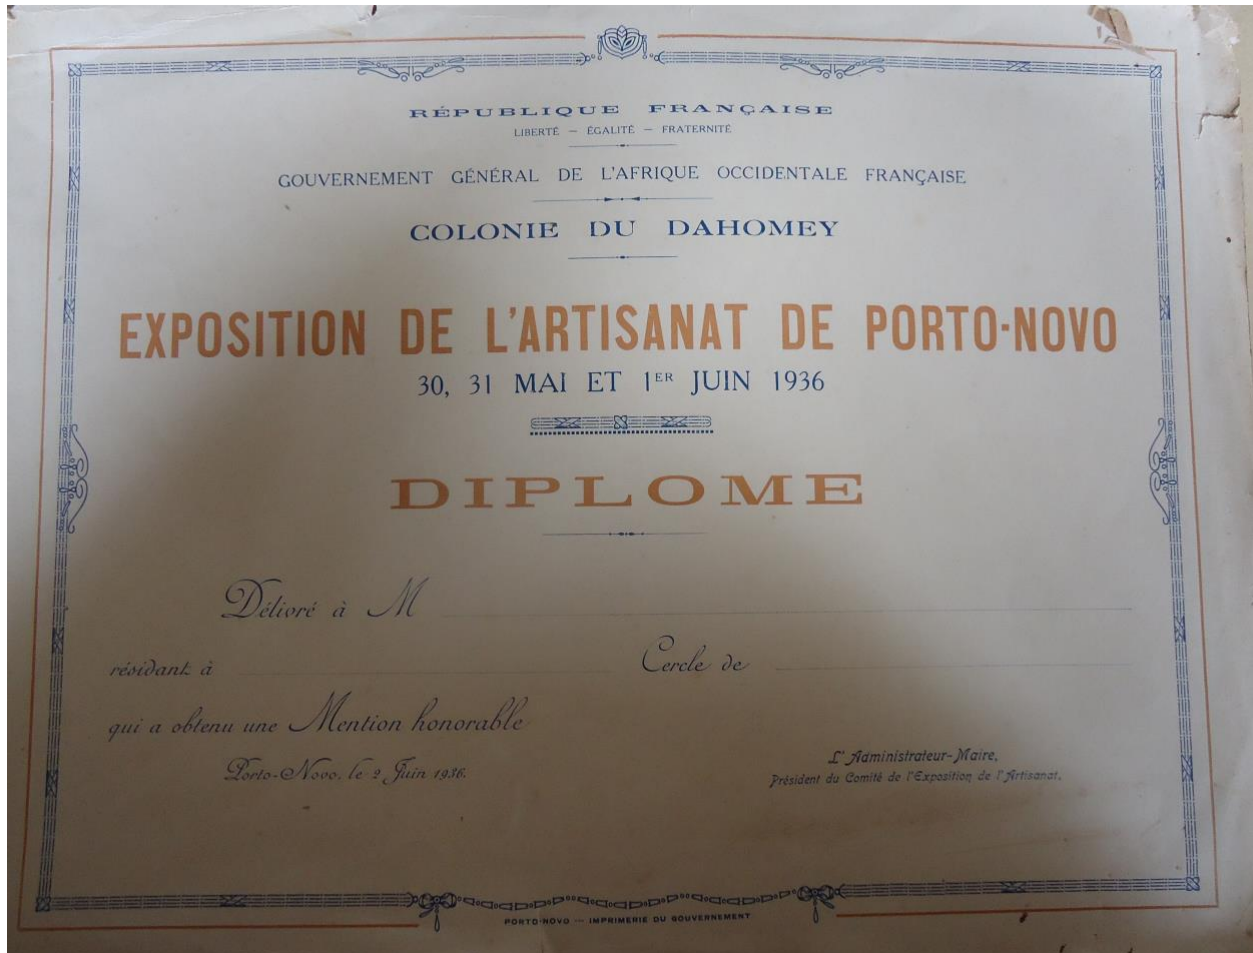 RÉPUBLIQUE FRANÇAISE
LIBERTÉ – ÉGALITÉ – FRATERNITÉ
GOUVERNEMENT GÉNÉRAL DE L'AFRIQUE OCCIDENTALE FRANÇAISE
COLONIE DU DAHOMEY
EXPOSITION DE L'ARTISANAT DE PORTO-NOVO
30, 31 MAI ET 1ER JUIN 1936
DIPLOME
Délivré à M
résidant à Cercle de
qui a obtenu une Mention honorable
Porto-Novo, le 2 Juin 1936.
L'Administrateur-Maire,
Président du Comité de l'Exposition de l'Artisanat.
PORTO-NOVO — IMPRIMERIE DU GOUVERNEMENT